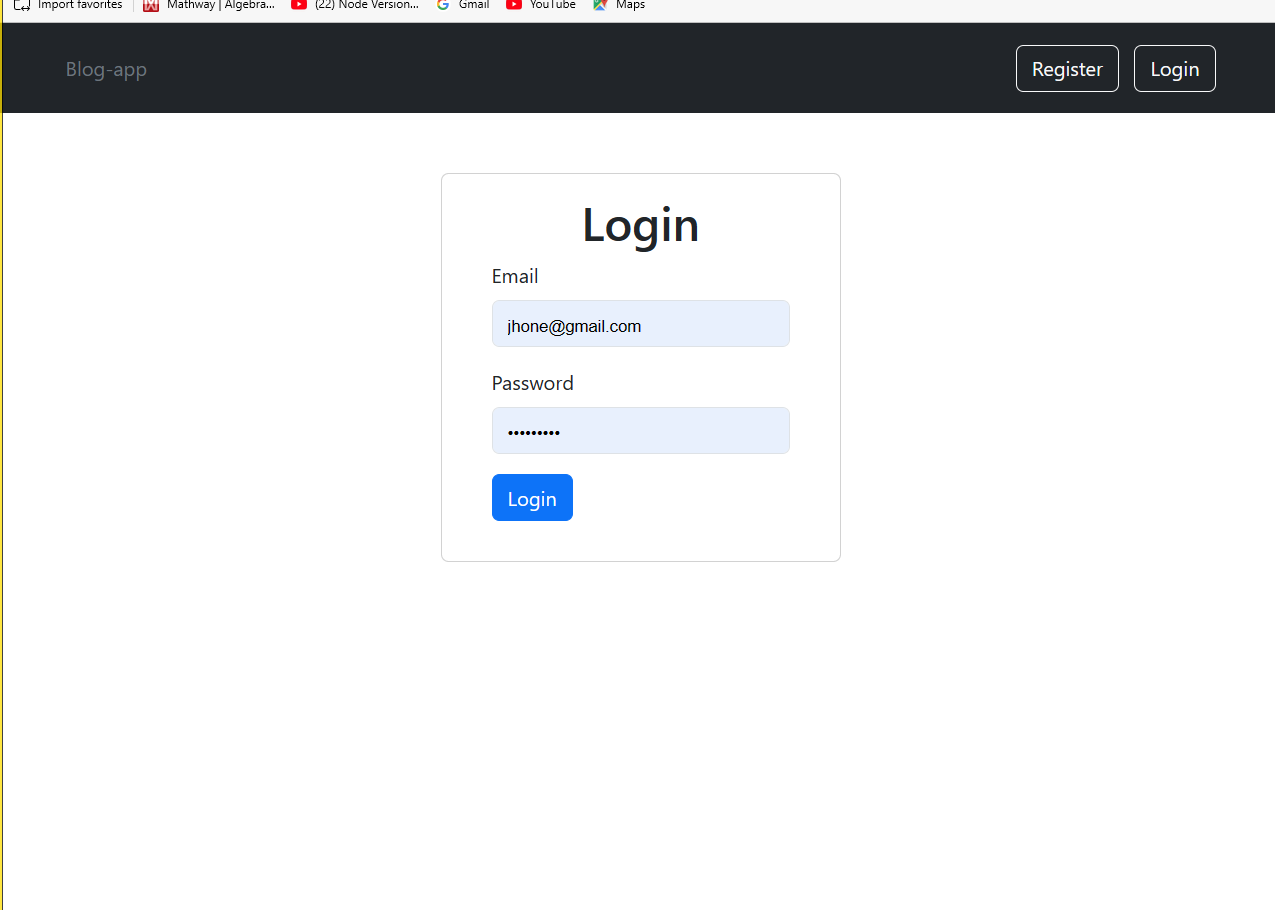 Import favorites Mathway | Algebra... (22) Node Version... Gmail YouTube Maps
Blog-app Register Login
Login
Email
jhone@gmail.com
Password
•••••••••
Login